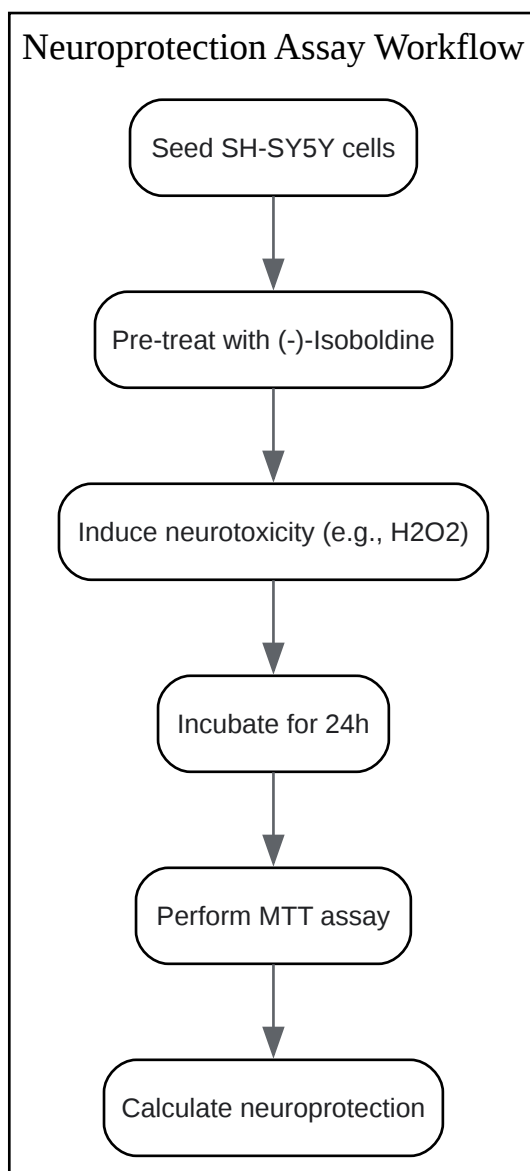 Neuroprotection Assay Workflow
Seed SH-SY5Y cells
Pre-treat with (-)-Isoboldine
Induce neurotoxicity (e.g., H2O2)
Incubate for 24h
Perform MTT assay
Calculate neuroprotection